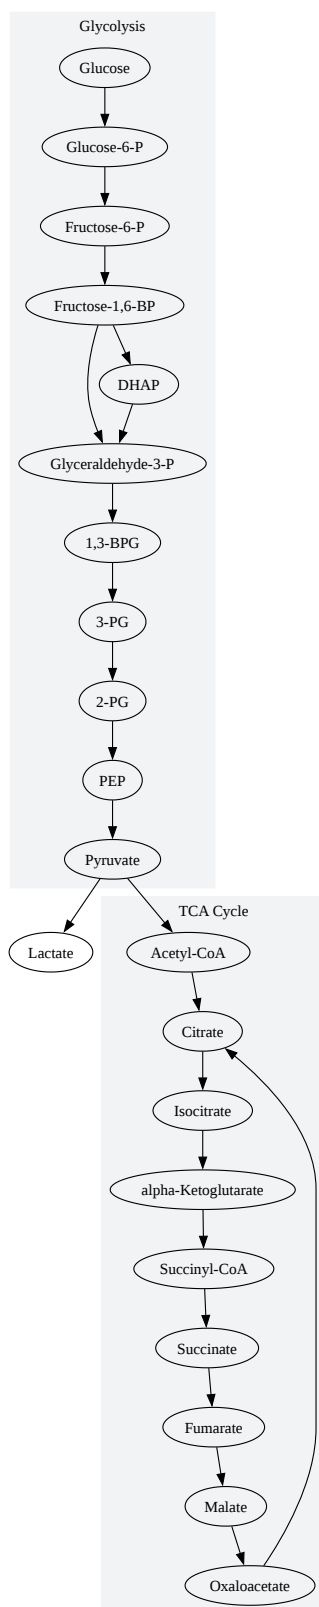 Glycolysis
Glucose
Glucose-6-P
Fructose-6-P
Fructose-1,6-BP
DHAP
Glyceraldehyde-3-P
1,3-BPG
3-PG
2-PG
PEP
Pyruvate
TCA Cycle
Lactate
Acetyl-CoA
Citrate
Isocitrate
alpha-Ketoglutarate
Succinyl-CoA
Succinate
Fumarate
Malate
Oxaloacetate